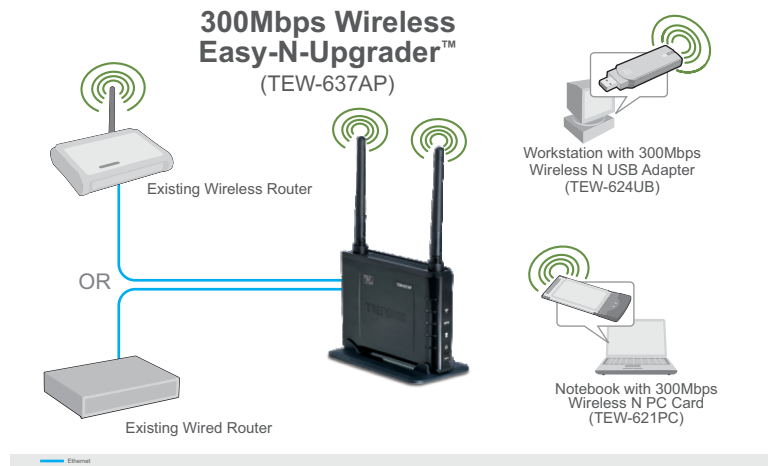 300Mbps Wireless
Easy-N-Upgrader™
(TEW-637AP)
Existing Wireless Router
OR
Existing Wired Router
Workstation with 300Mbps
Wireless N USB Adapter
(TEW-624UB)
Notebook with 300Mbps
Wireless N PC Card
(TEW-621PC)
Ethernet